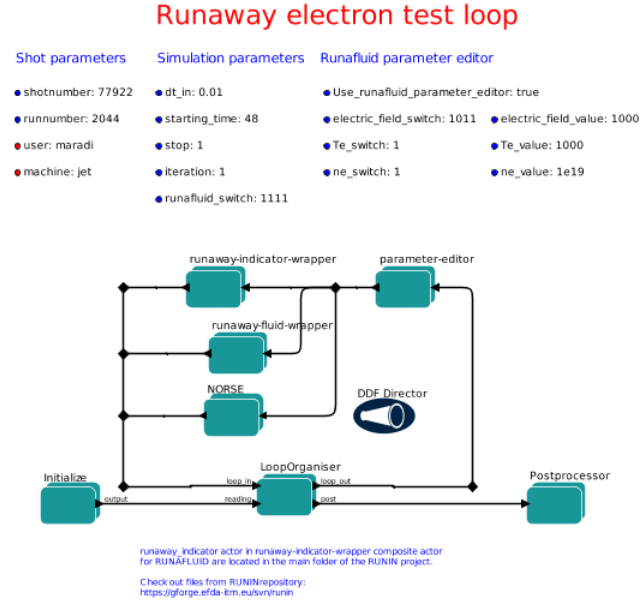 Runaway electron test loop
Shot parameters
Simulation parameters
Runafluid parameter editor
shotnumber: 77922
dt_in: 0.01
Use_runafluid_parameter_editor: true
runnumber: 2044
starting_time: 48
electric_field_switch: 1011
electric_field_value: 1000
user: maradi
stop: 1
Te_switch: 1
Te_value: 1000
machine: jet
iteration: 1
ne_switch: 1
ne_value: 1e19
runafluid_switch: 1111
runaway-indicator-wrapper
parameter-editor
runaway-fluid-wrapper
NORSE
DDF Director
LoopOrganiser
Initialize
Postprocessor
loop_in
loop_out
output
reading
post
runaway_indicator actor in runaway-indicator-wrapper composite actor
for RUNAFLUID are located in the main folder of the RUNIN project.
Check out files from RUNINrepository:
https://gforge.efda-itm.eu/svn/runin